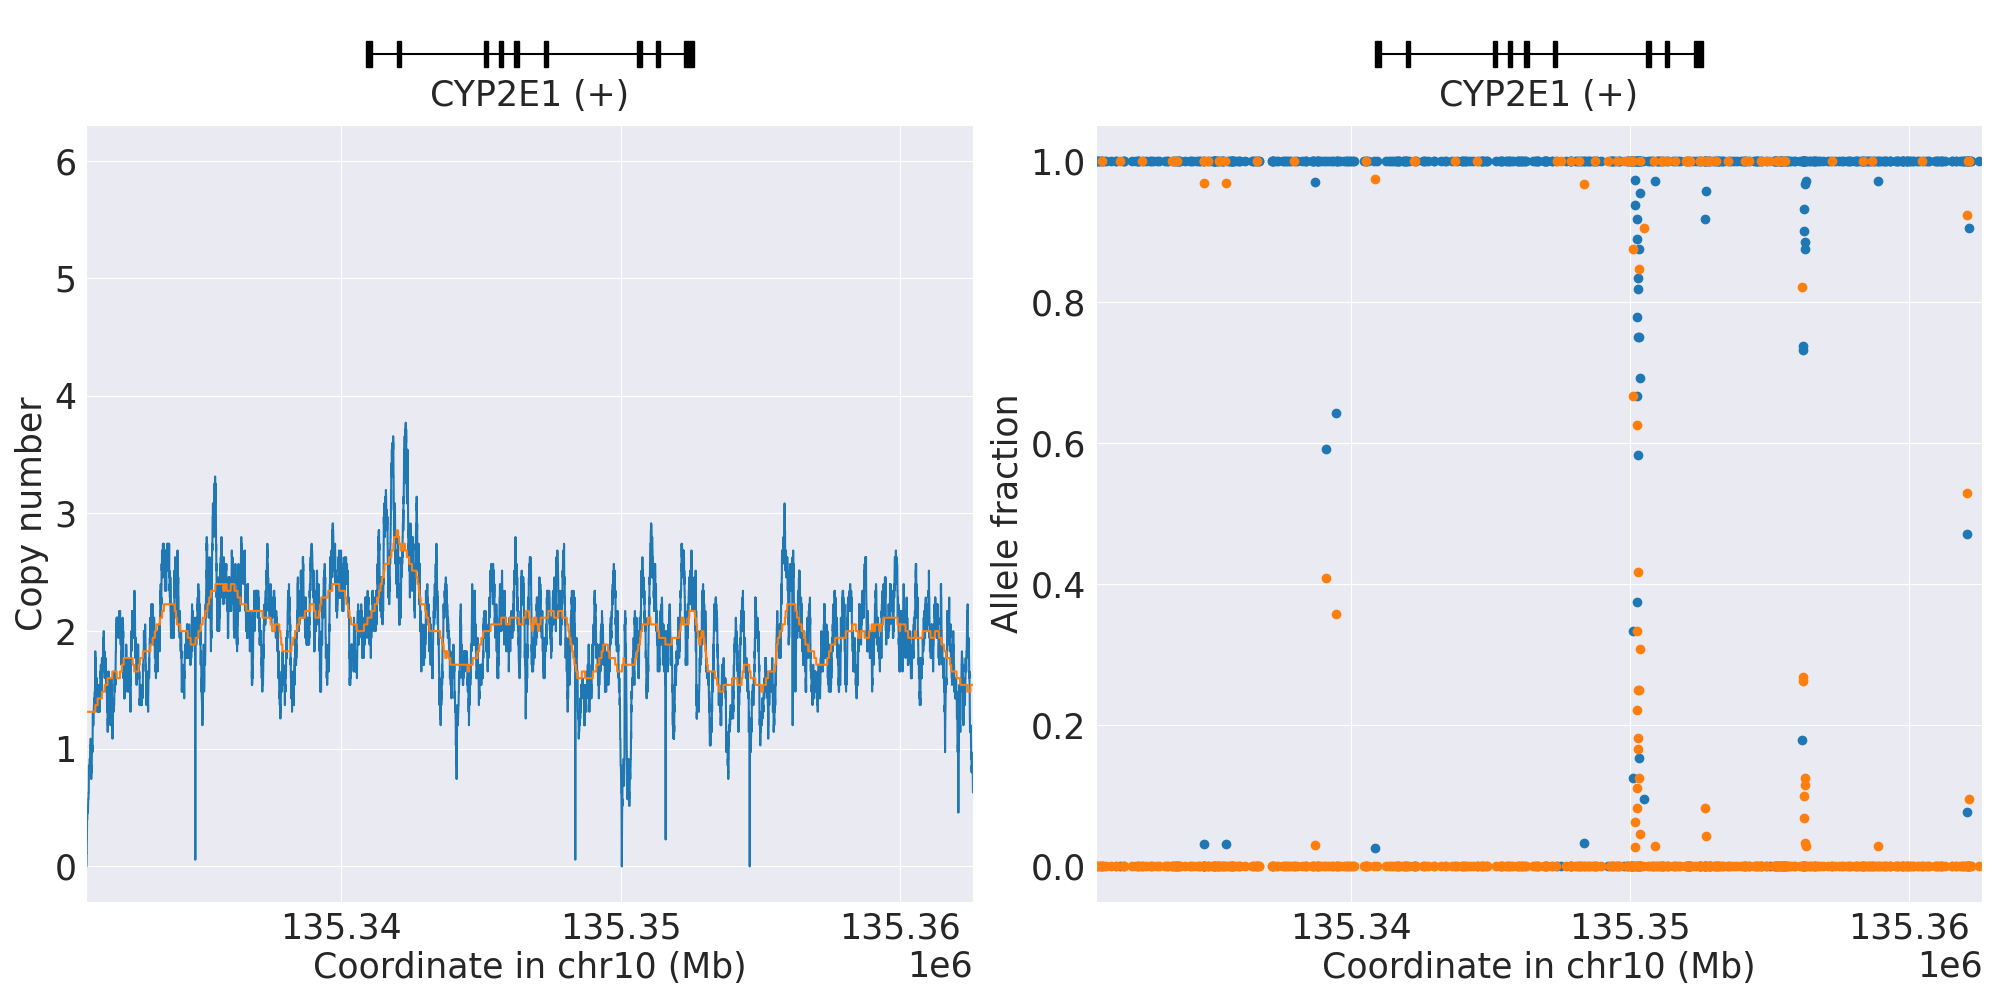 CYP2E1 (+)
Copy number
6
5
4
3
2
1
0
135.34
135.35
135.36
Coordinate in chr10 (Mb)
1e6
CYP2E1 (+)
Allele fraction
1.0
0.8
0.6
0.4
0.2
0.0
135.34
135.35
135.36
Coordinate in chr10 (Mb)
1e6